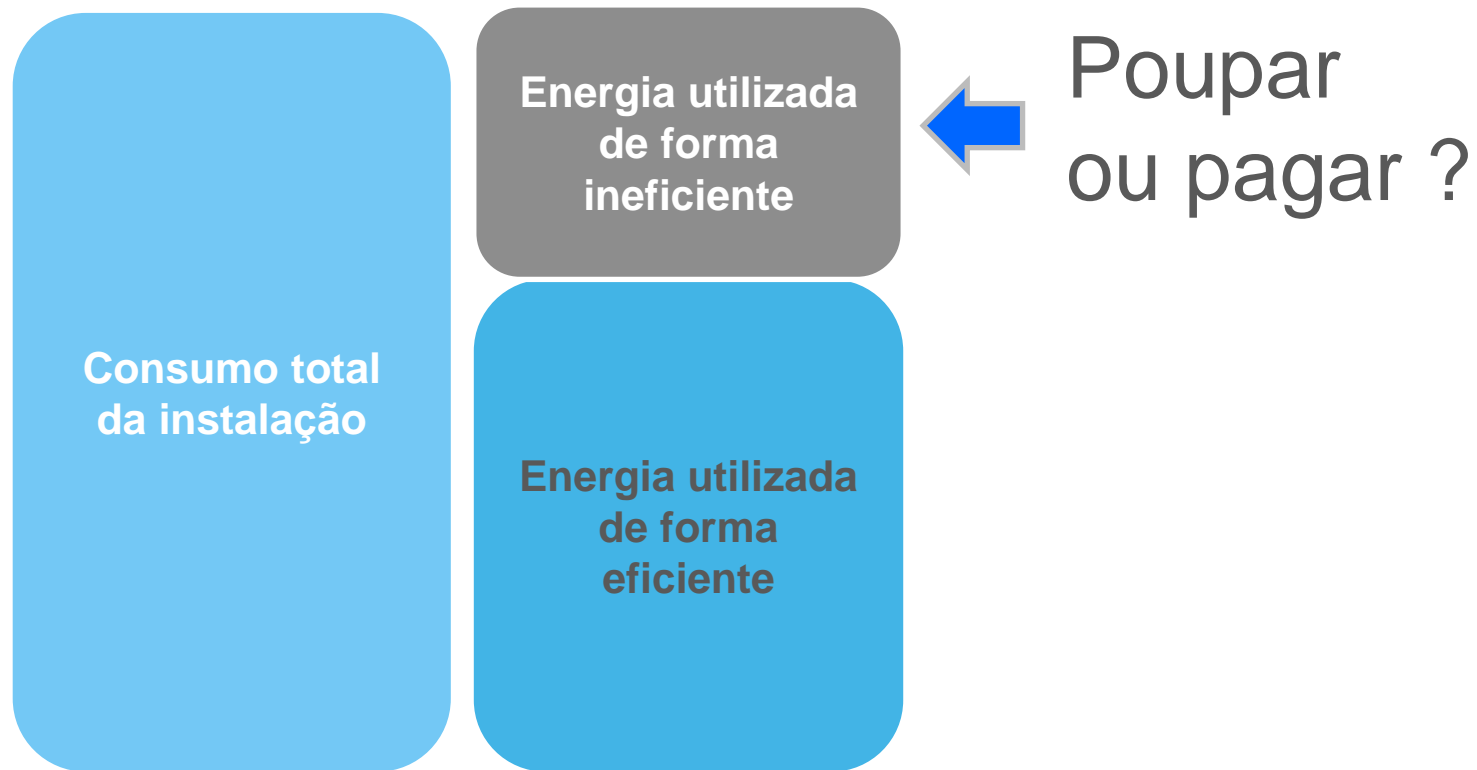 Consumo total
da instalação
Energia utilizada
de forma
ineficiente
Poupar
ou pagar ?
Energia utilizada
de forma
eficiente